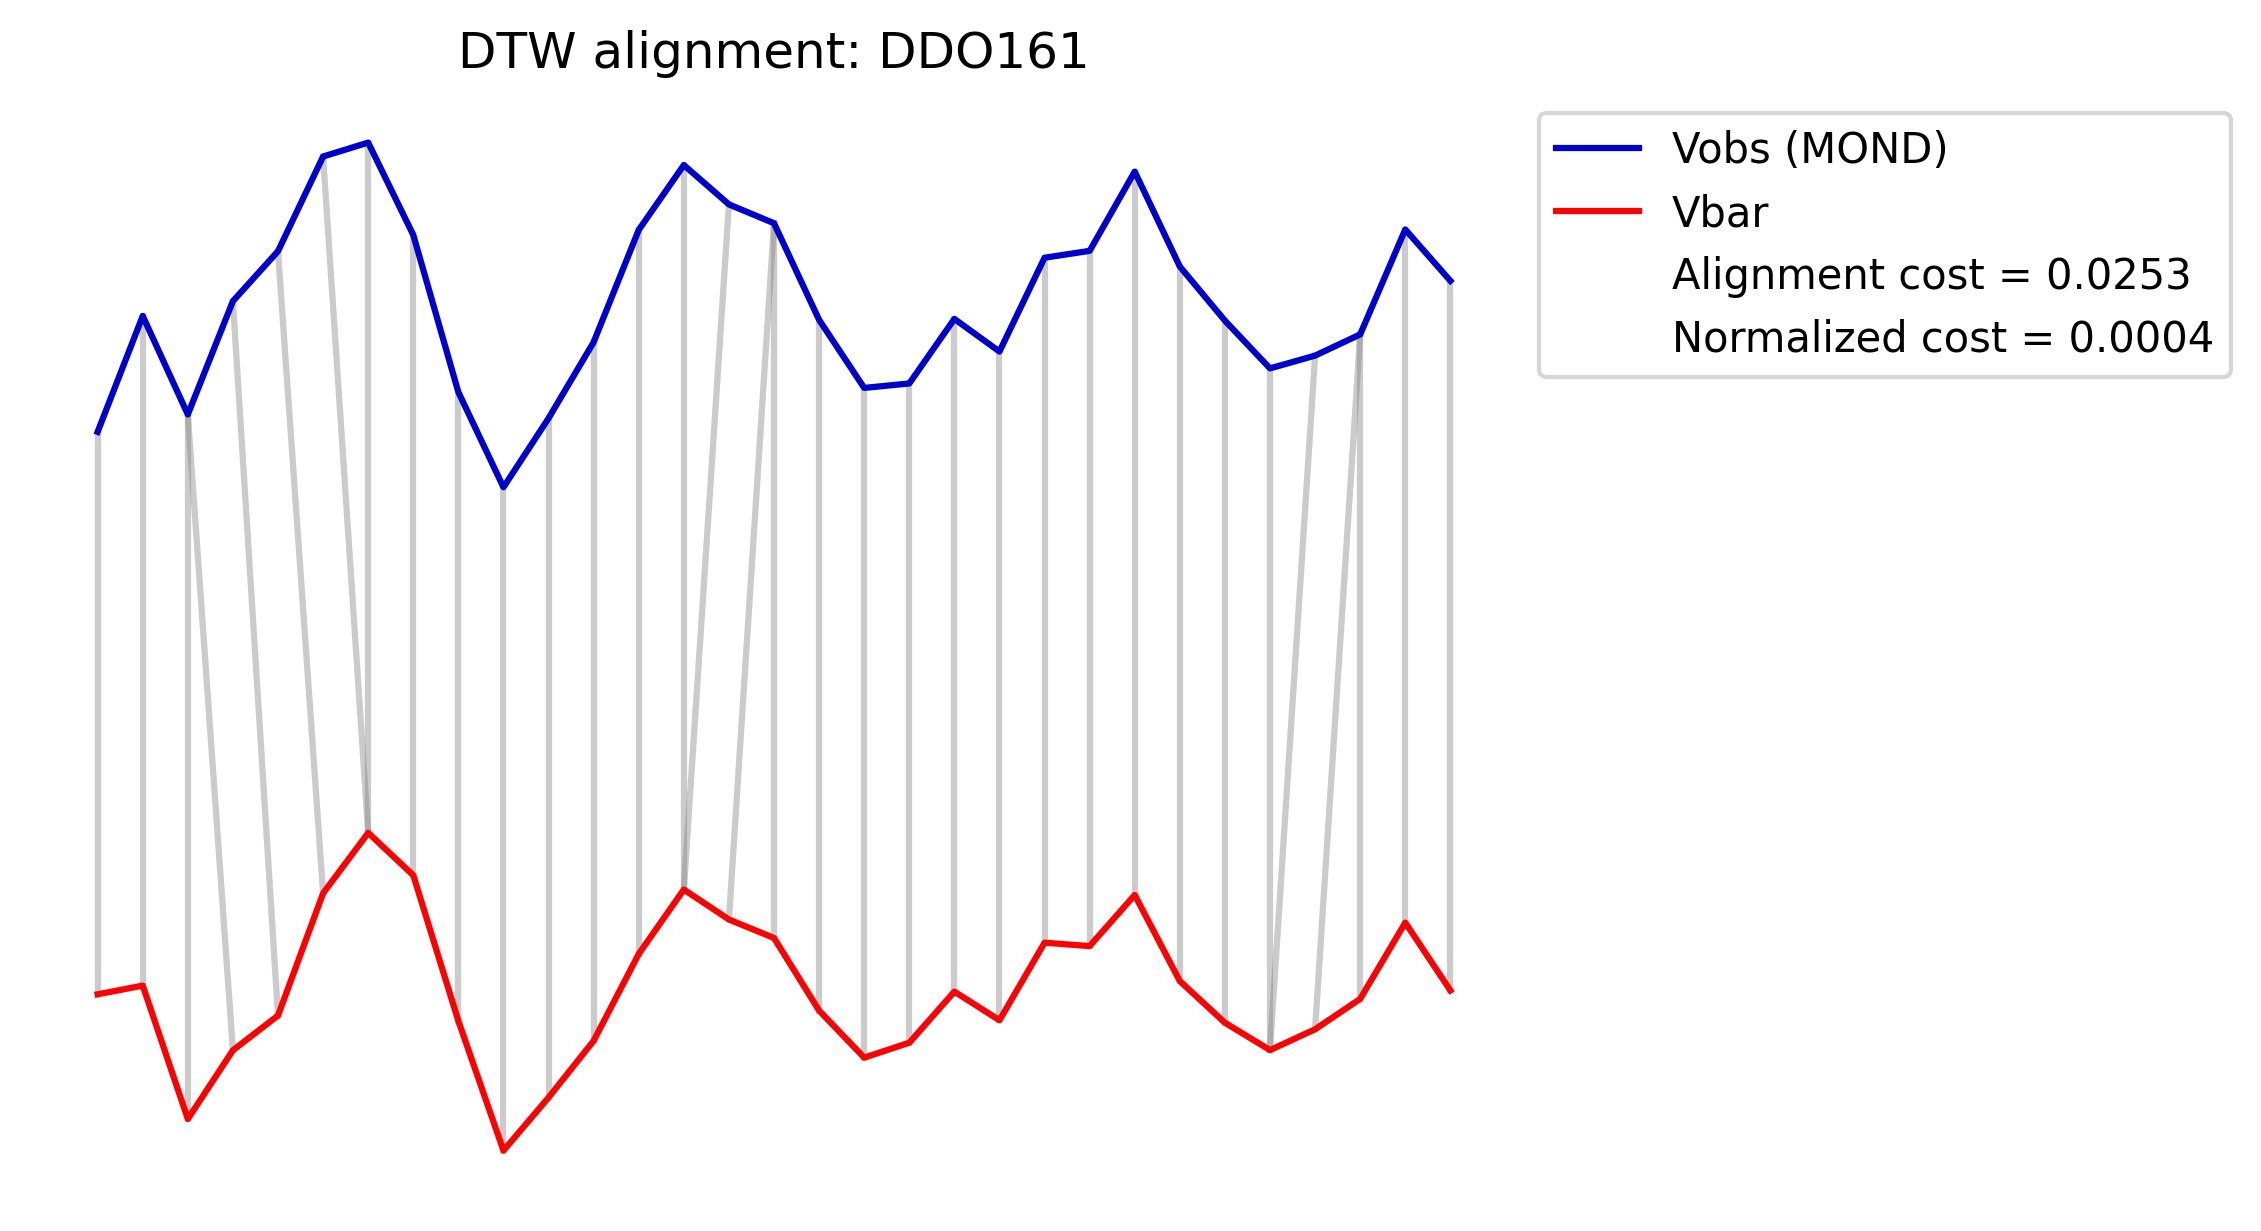 DTW alignment: DDO161
Vobs (MOND)
Vbar
Alignment cost = 0.0253
Normalized cost = 0.0004